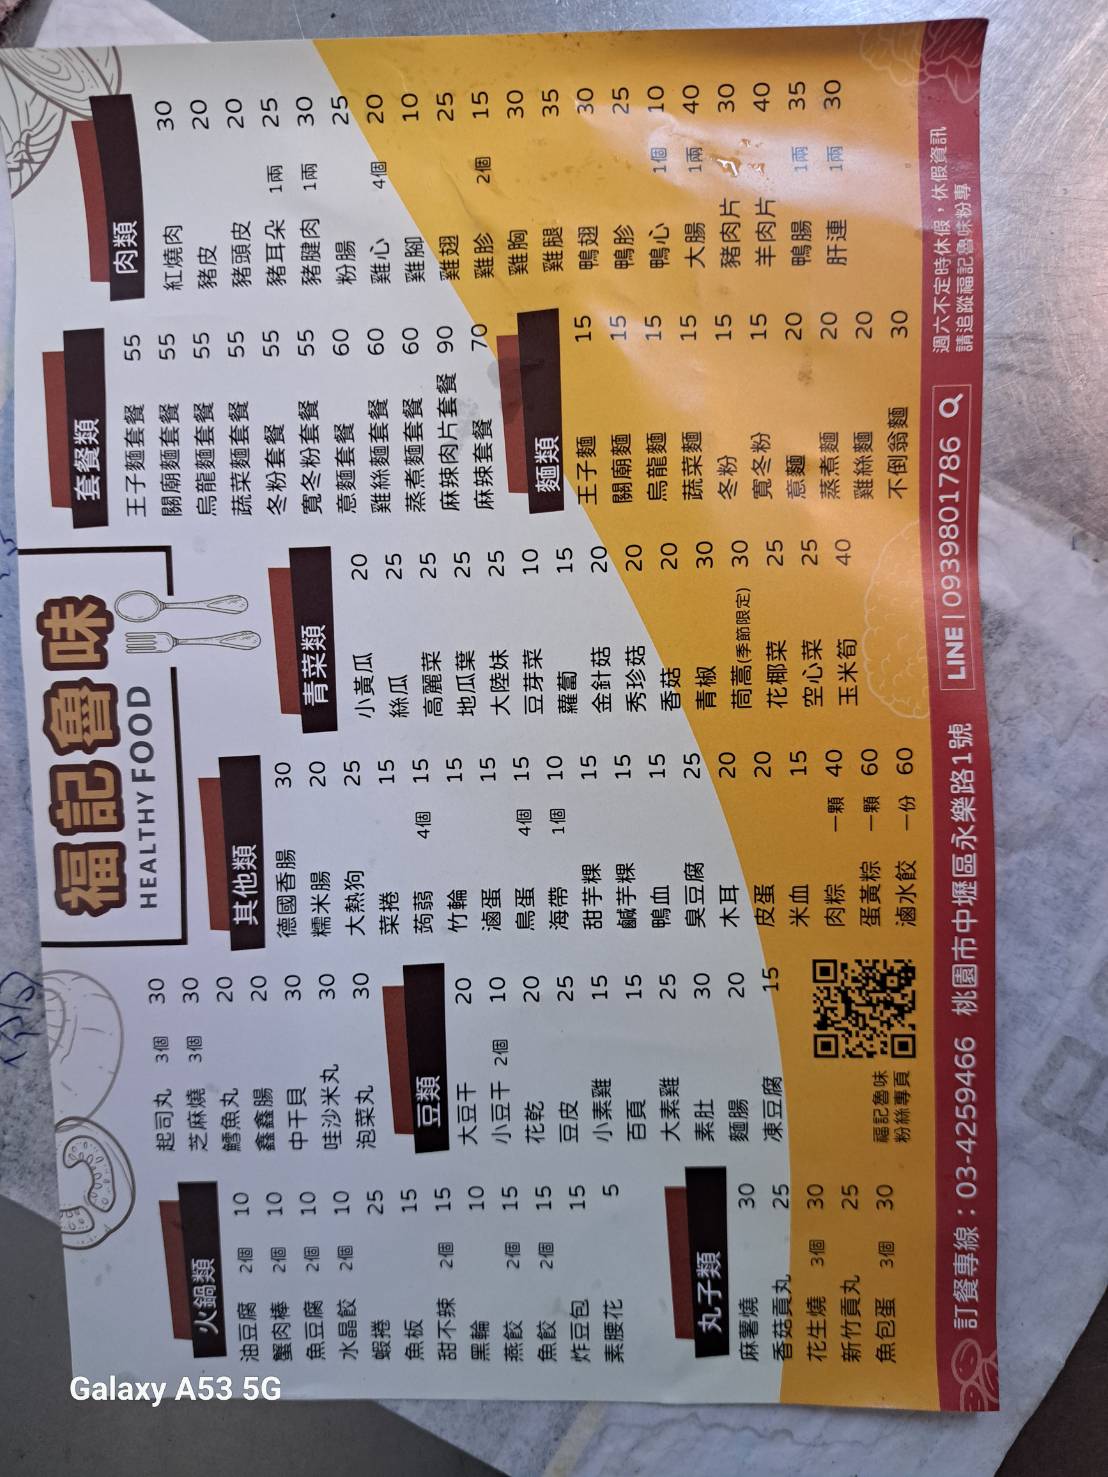 福記魯味
HEALTHY FOOD
火鍋類
油豆腐 2個 10
蟹肉棒 2個 10
魚豆腐 2個 10
水晶餃 2個 10
蝦捲 25
魚板 15
甜不辣 2個 15
黑輪 10
燕餃 2個 15
魚餃 2個 15
炸豆包 15
素腰花 5
丸子類
麻薯燒 30
香菇貢丸 25
花生燒 3個 30
新竹貢丸 25
魚包蛋 3個 30
起司丸 3個 30
芝麻燒 3個 30
鱈魚丸 20
鑫鑫腸 20
中干貝 30
哇沙米丸 30
泡菜丸 30
豆類
大豆干 20
小豆干 2個 10
花乾 20
豆皮 25
小素雞 15
百頁 15
大素雞 25
素肚 30
麵腸 20
凍豆腐 15
福記魯味
粉絲專頁
其他類
德國香腸 30
糯米腸 20
大熱狗 25
菜捲 15
蒟蒻 4個 15
竹輪 15
滷蛋 15
鳥蛋 4個 15
海帶 1個 10
甜芋粿 15
鹹芋粿 15
鴨血 15
臭豆腐 25
木耳 20
皮蛋 20
米血 15
肉粽 一顆 40
蛋黃粽 一顆 60
滷水餃 一份 60
青菜類
小黃瓜 20
絲瓜 25
高麗菜 25
地瓜葉 25
大陸妹 25
豆芽菜 10
蘿蔔 15
金針菇 20
秀珍菇 20
香菇 20
青椒 30
茼蒿(季節限定) 30
花椰菜 25
空心菜 25
玉米筍 40
套餐類
王子麵套餐 55
關廟麵套餐 55
烏龍麵套餐 55
蔬菜麵套餐 55
冬粉套餐 55
寬冬粉套餐 55
意麵套餐 60
雞絲麵套餐 60
蒸煮麵套餐 60
麻辣肉片套餐 90
麻辣套餐 70
麵類
王子麵 15
關廟麵 15
烏龍麵 15
蔬菜麵 15
冬粉 15
寬冬粉 15
意麵 20
蒸煮麵 20
雞絲麵 20
不倒翁麵 30
肉類
紅燒肉 30
豬皮 20
豬頭皮 20
豬耳朵 1兩 25
豬腱肉 1兩 30
粉腸 25
雞心 4個 20
雞腳 10
雞翅 25
雞胗 2個 15
雞胸 30
雞腿 35
鴨翅 30
鴨胗 25
鴨心 1個 10
大腸 1兩 40
豬肉片 30
羊肉片 40
鴨腸 1兩 35
肝連 1兩 30
訂餐專線：03-4259466 桃園市中壢區永樂路1號
LINE | 0939801786
週六不定時休假，休假資訊
請追蹤福記魯味粉專
Galaxy A53 5G